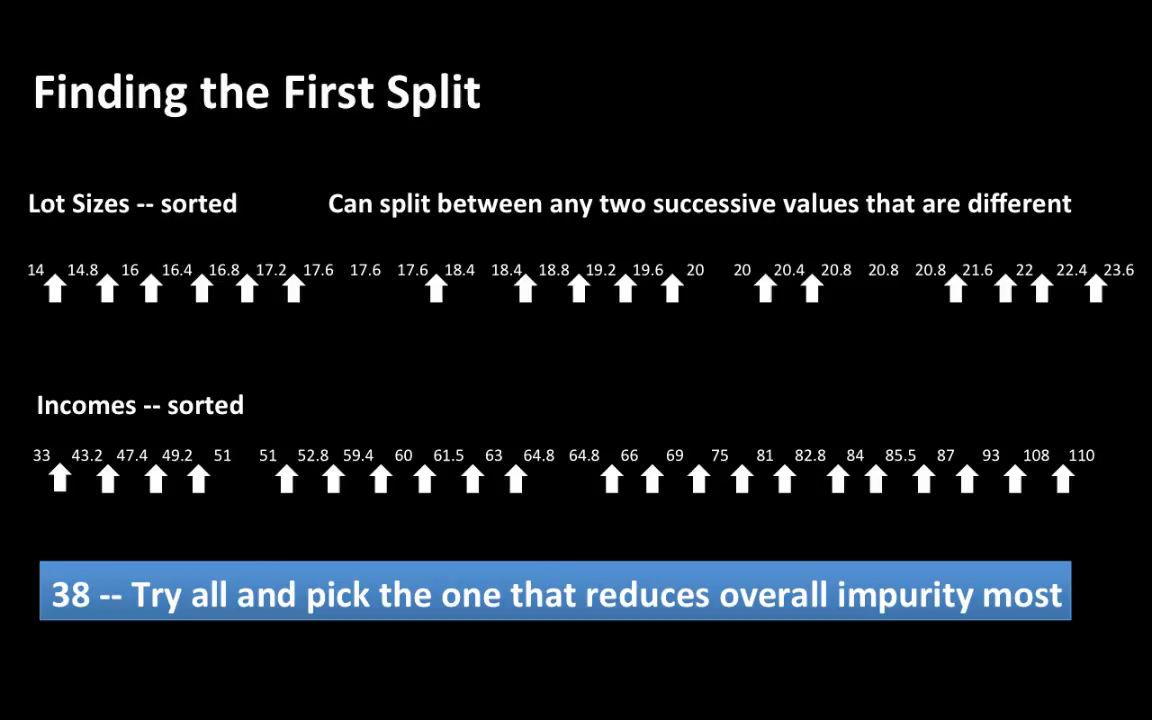 Finding the First Split
Lot Sizes -- sorted Can split between any two successive values that are different
14 14.8 16 16.4 16.8 17.2 17.6 17.6 17.6 18.4 18.4 18.8 19.2 19.6 20 20 20.4 20.8 20.8 20.8 21.6 22 22.4 23.6
Incomes -- sorted
33 43.2 47.4 49.2 51 51 52.8 59.4 60 61.5 63 64.8 64.8 66 69 75 81 82.8 84 85.5 87 93 108 110
38 -- Try all and pick the one that reduces overall impurity most